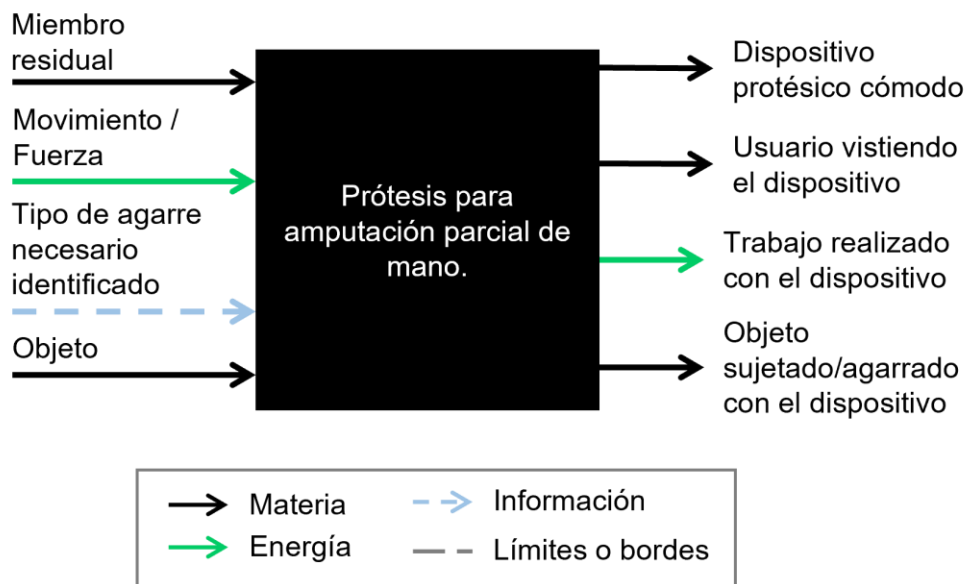 Miembro
residual
Movimiento /
Fuerza
Tipo de agarre
necesario
identificado
Objeto
Prótesis para
amputación parcial de
mano.
Dispositivo
protésico cómodo
Usuario vistiendo
el dispositivo
Trabajo realizado
con el dispositivo
Objeto
sujetado/agarrado
con el dispositivo
Materia
Información
Energía
Límites o bordes